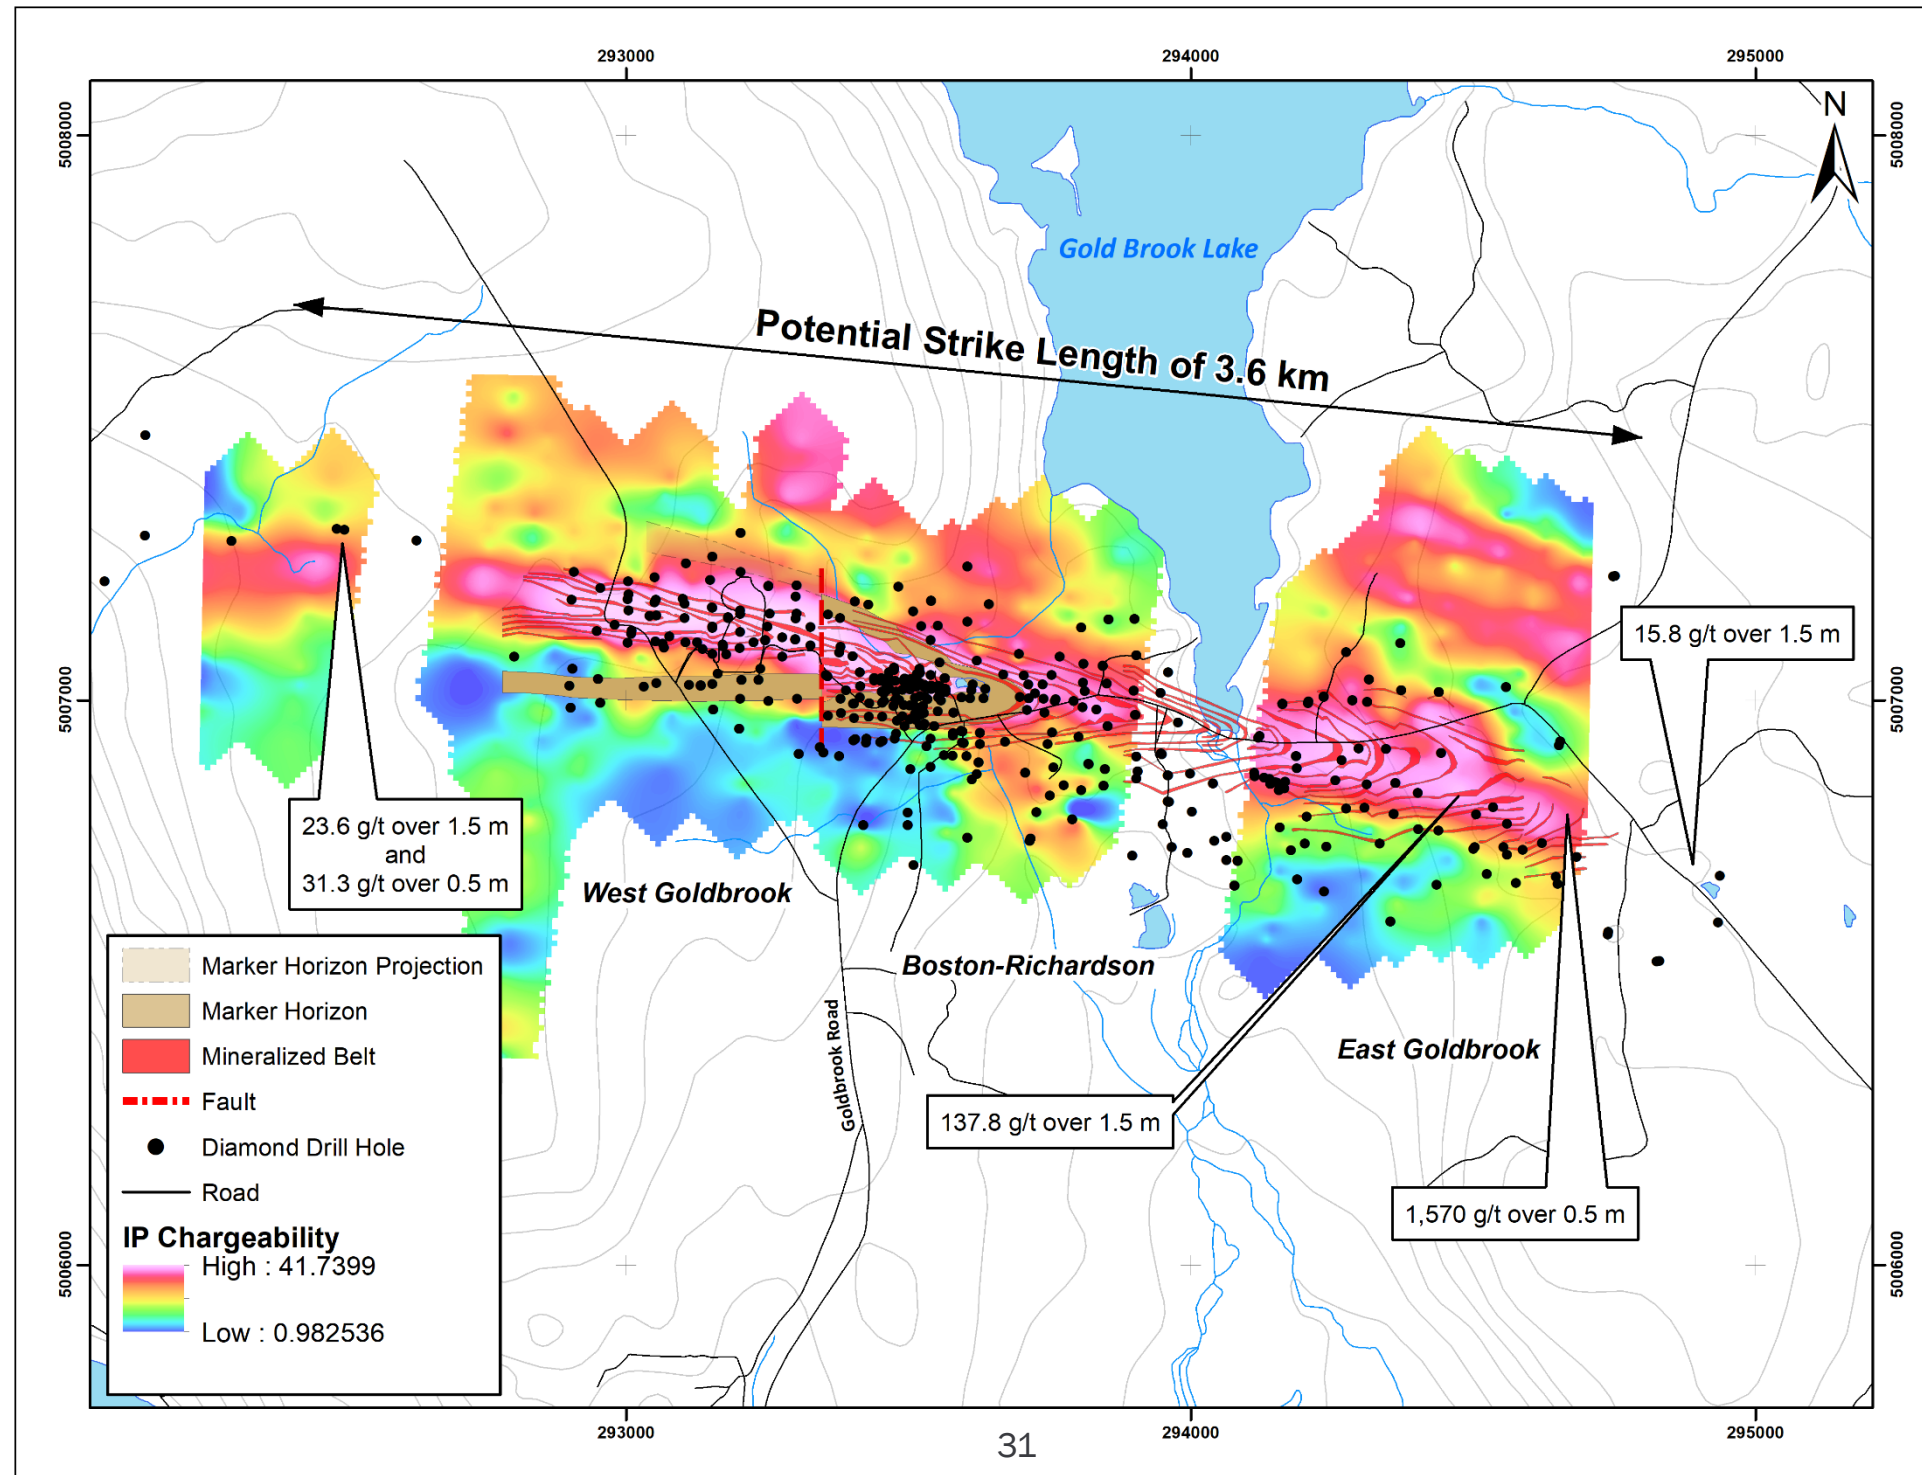 293000
294000
295000
5008000
5008000
N
Gold Brook Lake
Potential Strike Length of 3.6 km
15.8 g/t over 1.5 m
5007000
5007000
23.6 g/t over 1.5 m
and
31.3 g/t over 0.5 m
West Goldbrook
Boston-Richardson
East Goldbrook
Goldbrook Road
137.8 g/t over 1.5 m
1,570 g/t over 0.5 m
Marker Horizon Projection
Marker Horizon
Mineralized Belt
Fault
Diamond Drill Hole
Road
IP Chargeability
High : 41.7399
Low : 0.982536
5006000
5006000
293000
294000
295000
31